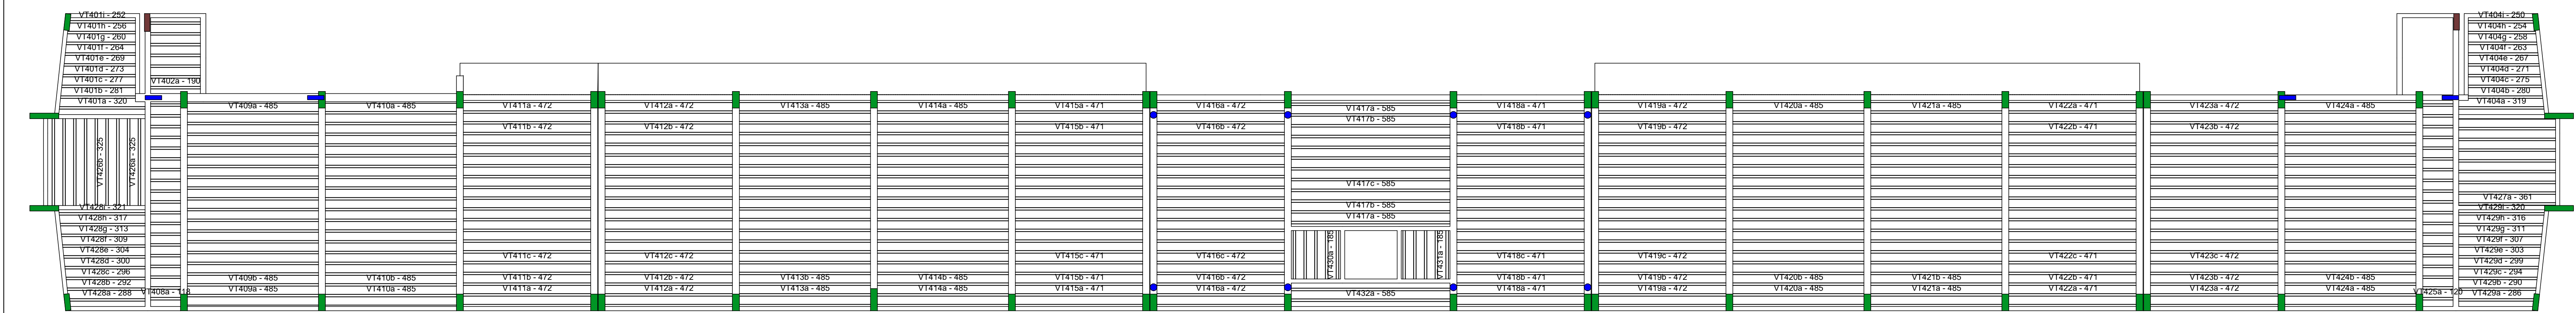 VT401i - 252
VT401h - 256
VT401g - 260
VT401f - 264
VT401e - 269
VT401d - 273
VT401c - 277
VT401b - 281
VT401a - 320
VT402a - 190
VT404i - 250
VT404h - 254
VT404g - 258
VT404f - 263
VT404e - 267
VT404d - 271
VT404c - 275
VT404b - 280
VT404a - 319
VT409a - 485
VT410a - 485
VT411a - 472
VT412a - 472
VT413a - 485
VT414a - 485
VT415a - 471
VT416a - 472
VT417a - 585
VT418a - 471
VT419a - 472
VT420a - 485
VT421a - 485
VT422a - 471
VT423a - 472
VT424a - 485
VT417b - 585
VT411b - 472
VT412b - 472
VT415b - 471
VT416b - 472
VT418b - 471
VT419b - 472
VT422b - 471
VT423b - 472
VT426b - 325
VT426a - 325
VT417c - 585
VT427a - 361
VT417b - 585
VT417a - 585
VT428i - 321
VT428h - 317
VT428g - 313
VT428f - 309
VT428e - 304
VT428d - 300
VT428c - 296
VT428b - 292
VT428a - 288
VT408a - 118
VT411c - 472
VT412c - 472
VT415c - 471
VT416c - 472
VT430a - 185
VT431a - 185
VT418c - 471
VT419c - 472
VT422c - 471
VT423c - 472
VT409b - 485
VT410b - 485
VT411b - 472
VT412b - 472
VT413b - 485
VT414b - 485
VT415b - 471
VT416b - 472
VT418b - 471
VT419b - 472
VT420b - 485
VT421b - 485
VT422b - 471
VT423b - 472
VT424b - 485
VT409a - 485
VT410a - 485
VT411a - 472
VT412a - 472
VT413a - 485
VT414a - 485
VT415a - 471
VT416a - 472
VT432a - 585
VT418a - 471
VT419a - 472
VT420a - 485
VT421a - 485
VT422a - 471
VT423a - 472
VT424a - 485
VT425a - 120
VT429i - 320
VT429h - 316
VT429g - 311
VT429f - 307
VT429e - 303
VT429d - 299
VT429c - 294
VT429b - 290
VT429a - 286